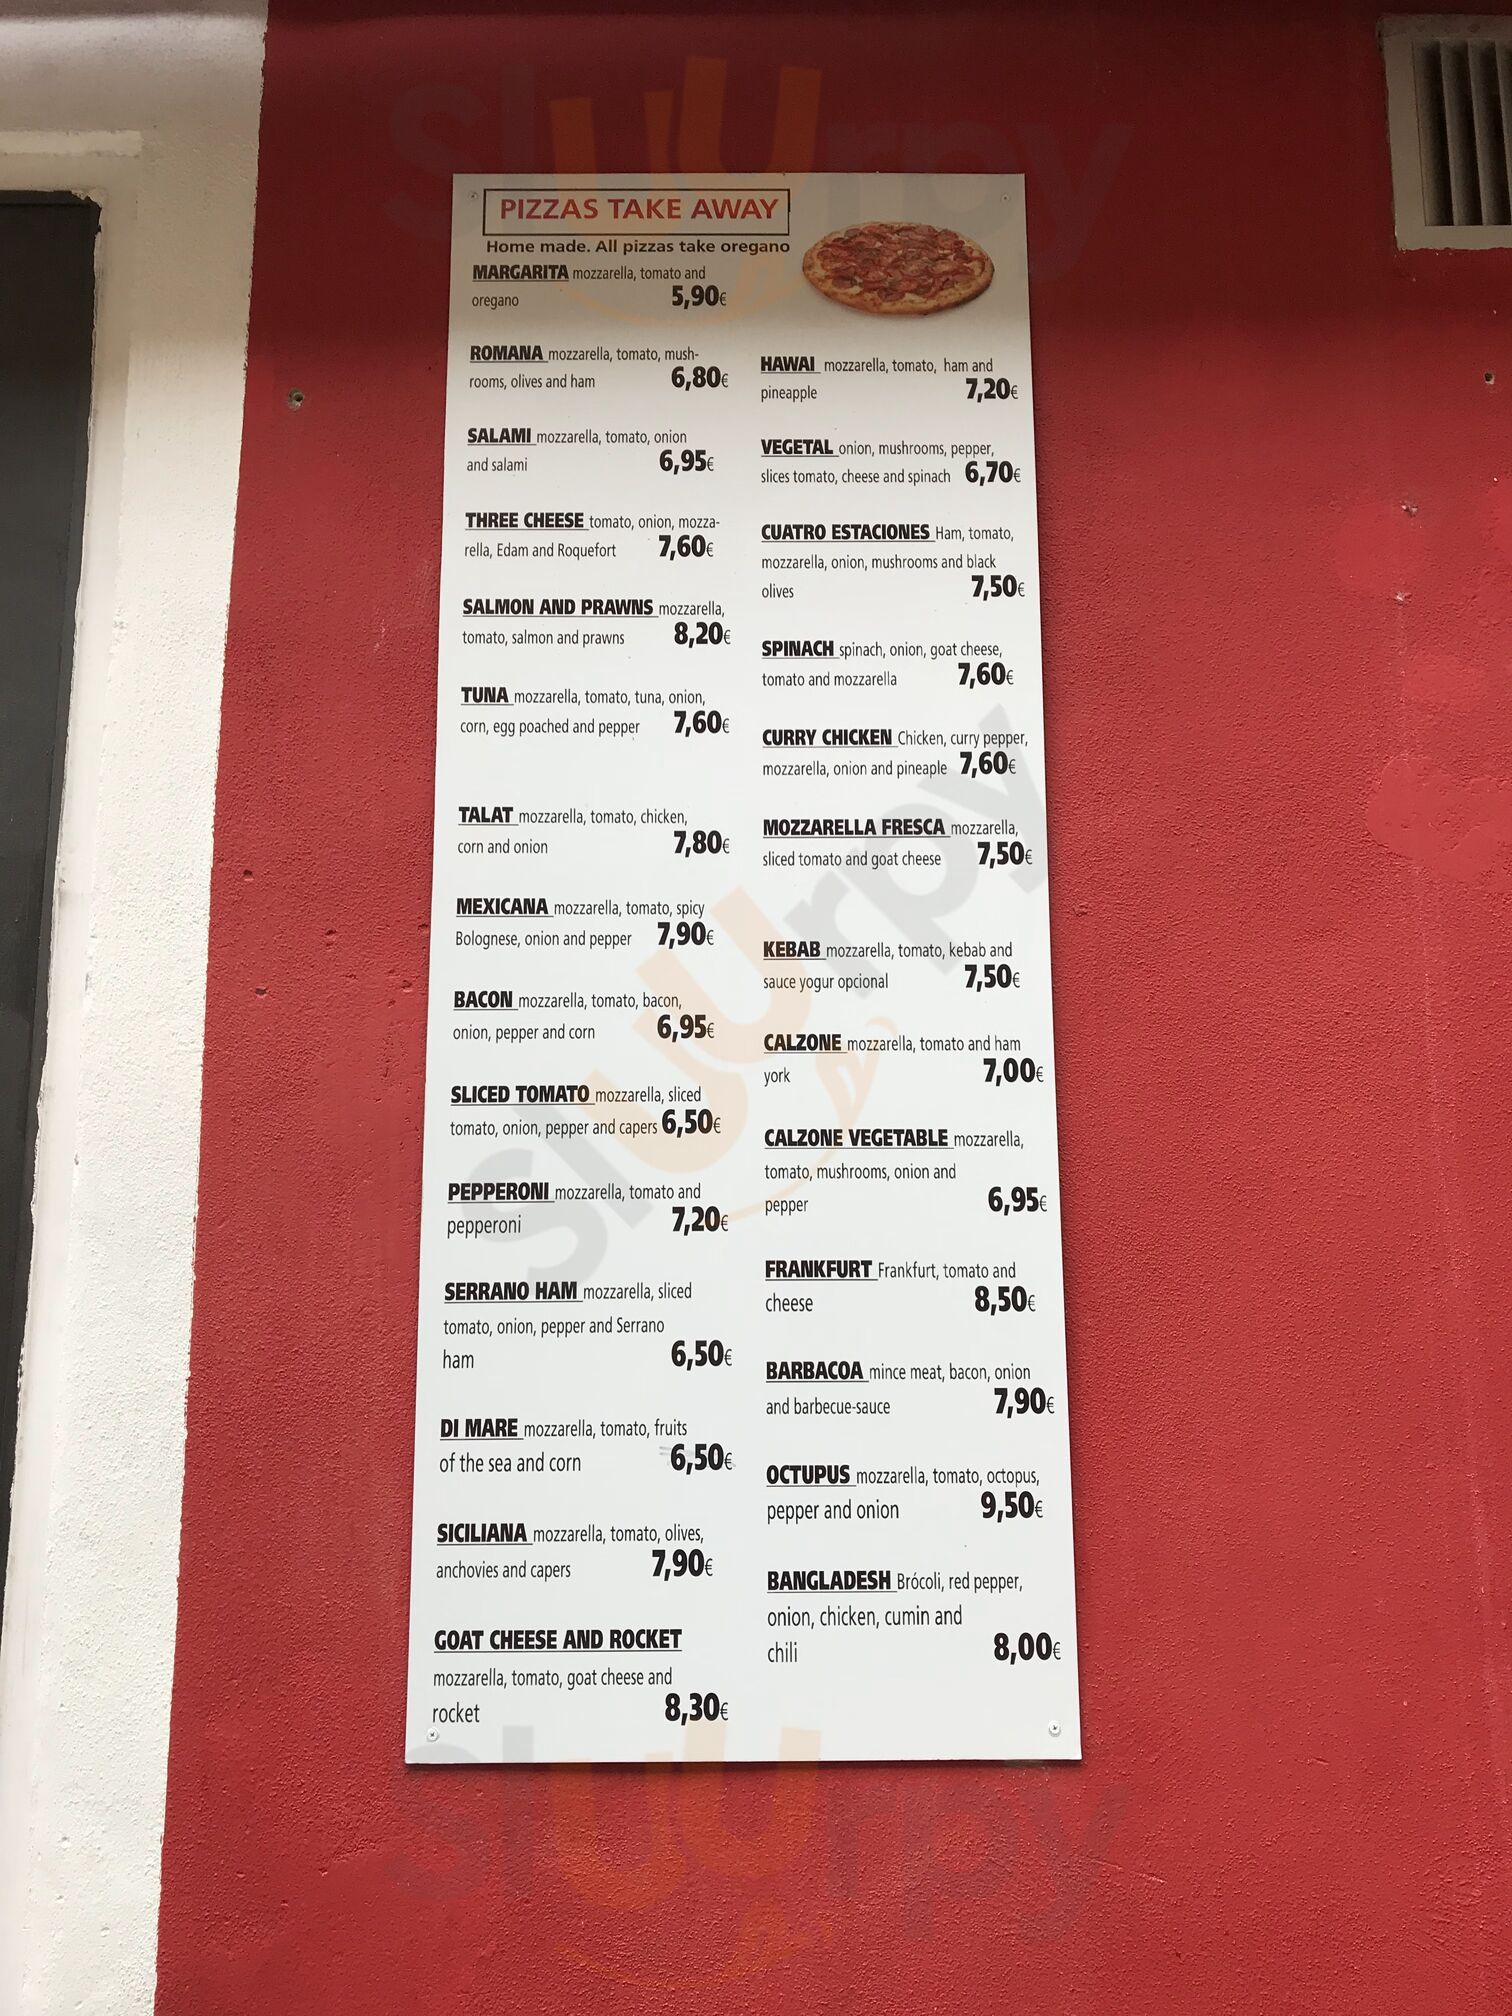 PIZZAS TAKE AWAY
Home made. All pizzas take oregano
MARGARITA mozzarella, tomato and
oregano 5,90€
ROMANA mozzarella, tomato, mush-
rooms, olives and ham 6,80€
SALAMI mozzarella, tomato, onion
and salami 6,95€
THREE CHEESE tomato, onion, mozza-
rella, Edam and Roquefort 7,60€
SALMON AND PRAWNS mozzarella,
tomato, salmon and prawns 8,20€
TUNA mozzarella, tomato, tuna, onion,
corn, egg poached and pepper 7,60€
TALAT mozzarella, tomato, chicken,
corn and onion 7,80€
MEXICANA mozzarella, tomato, spicy
Bolognese, onion and pepper 7,90€
BACON mozzarella, tomato, bacon,
onion, pepper and corn 6,95€
SLICED TOMATO mozzarella, sliced
tomato, onion, pepper and capers 6,50€
PEPPERONI mozzarella, tomato and
pepperoni 7,20€
SERRANO HAM mozzarella, sliced
tomato, onion, pepper and Serrano
ham 6,50€
DI MARE mozzarella, tomato, fruits
of the sea and corn 6,50€
SICILIANA mozzarella, tomato, olives,
anchovies and capers 7,90€
GOAT CHEESE AND ROCKET
mozzarella, tomato, goat cheese and
rocket 8,30€
HAWAI mozzarella, tomato, ham and
pineapple 7,20€
VEGETAL onion, mushrooms, pepper,
slices tomato, cheese and spinach 6,70€
CUATRO ESTACIONES Ham, tomato,
mozzarella, onion, mushrooms and black
olives 7,50€
SPINACH spinach, onion, goat cheese,
tomato and mozzarella 7,60€
CURRY CHICKEN Chicken, curry pepper,
mozzarella, onion and pineaple 7,60€
MOZZARELLA FRESCA mozzarella,
sliced tomato and goat cheese 7,50€
KEBAB mozzarella, tomato, kebab and
sauce yogur opcional 7,50€
CALZONE mozzarella, tomato and ham
york 7,00€
CALZONE VEGETABLE mozzarella,
tomato, mushrooms, onion and
pepper 6,95€
FRANKFURT Frankfurt, tomato and
cheese 8,50€
BARBACOA mince meat, bacon, onion
and barbecue-sauce 7,90€
OCTUPUS mozzarella, tomato, octopus,
pepper and onion 9,50€
BANGLADESH Brócoli, red pepper,
onion, chicken, cumin and
chili 8,00€
sluurpy
sluurpy
sluurpy